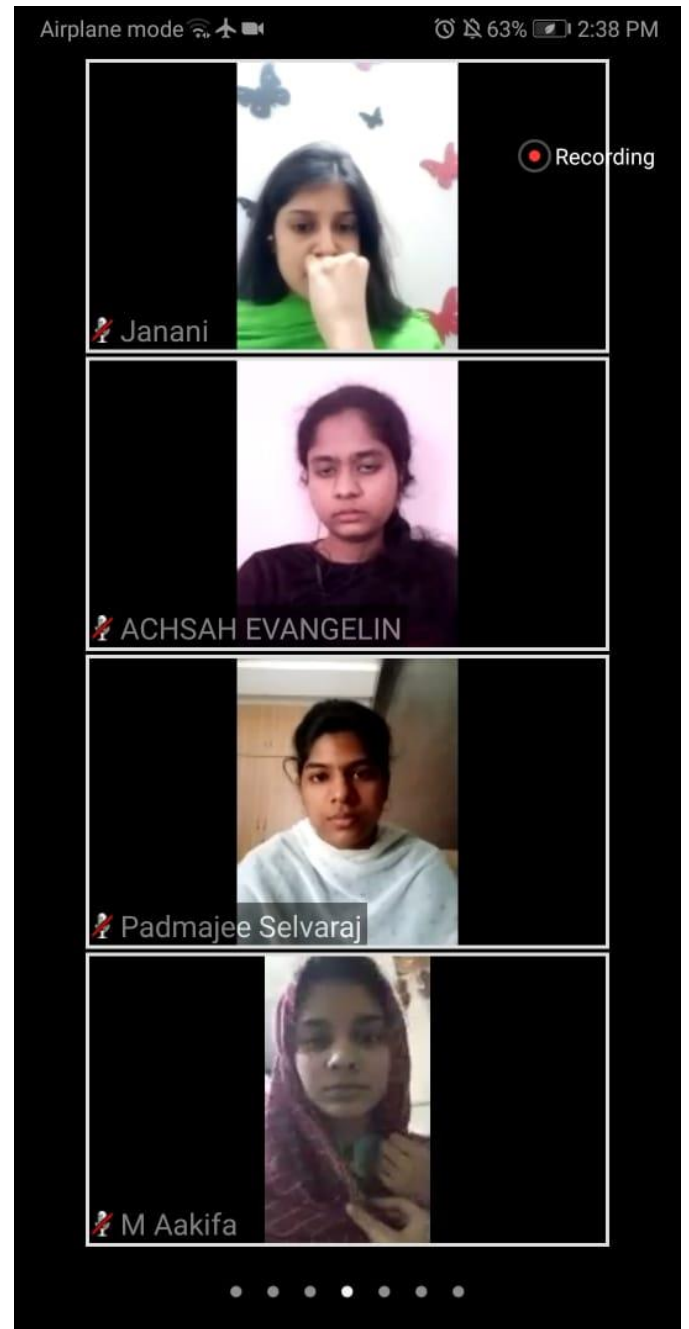 Airplane mode 63% 2:38 PM
Recording
Janani
ACHSAH EVANGELIN
Padmajee Selvaraj
M Aakifa